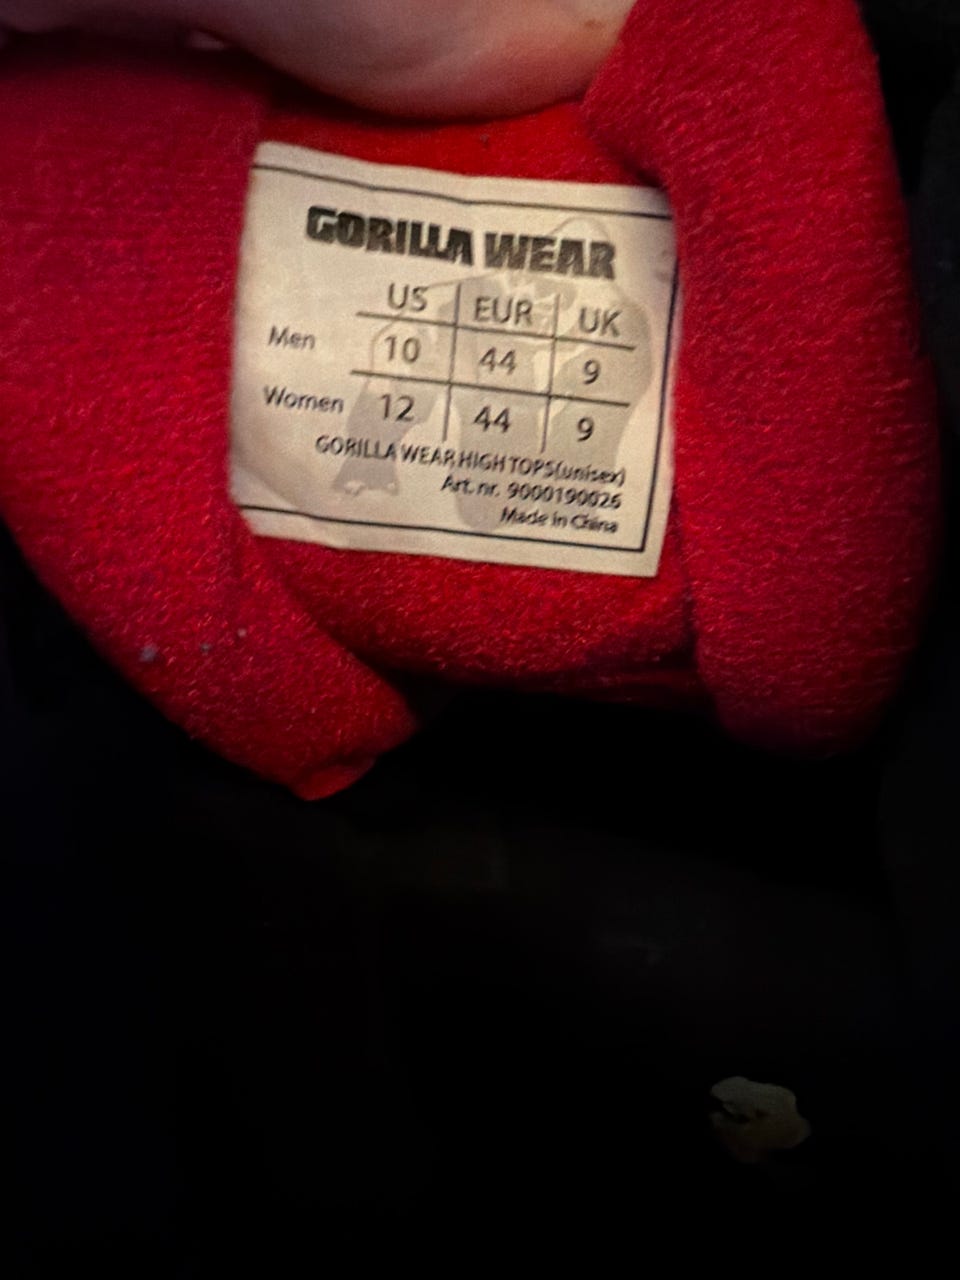 GORILLA WEAR
US EUR UK
Men 10 44 9
Women 12 44 9
GORILLA WEAR HIGH TOPS(unisex)
Art. nr. 9000190026
Made in China